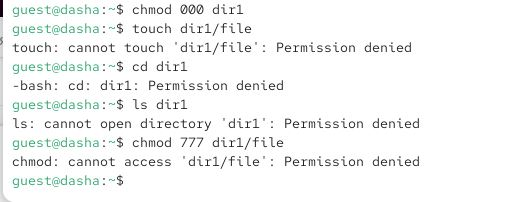 guest@dasha:~$ chmod 000 dir1
guest@dasha:~$ touch dir1/file
touch: cannot touch 'dir1/file': Permission denied
guest@dasha:~$ cd dir1
-bash: cd: dir1: Permission denied
guest@dasha:~$ ls dir1
ls: cannot open directory 'dir1': Permission denied
guest@dasha:~$ chmod 777 dir1/file
chmod: cannot access 'dir1/file': Permission denied
guest@dasha:~$